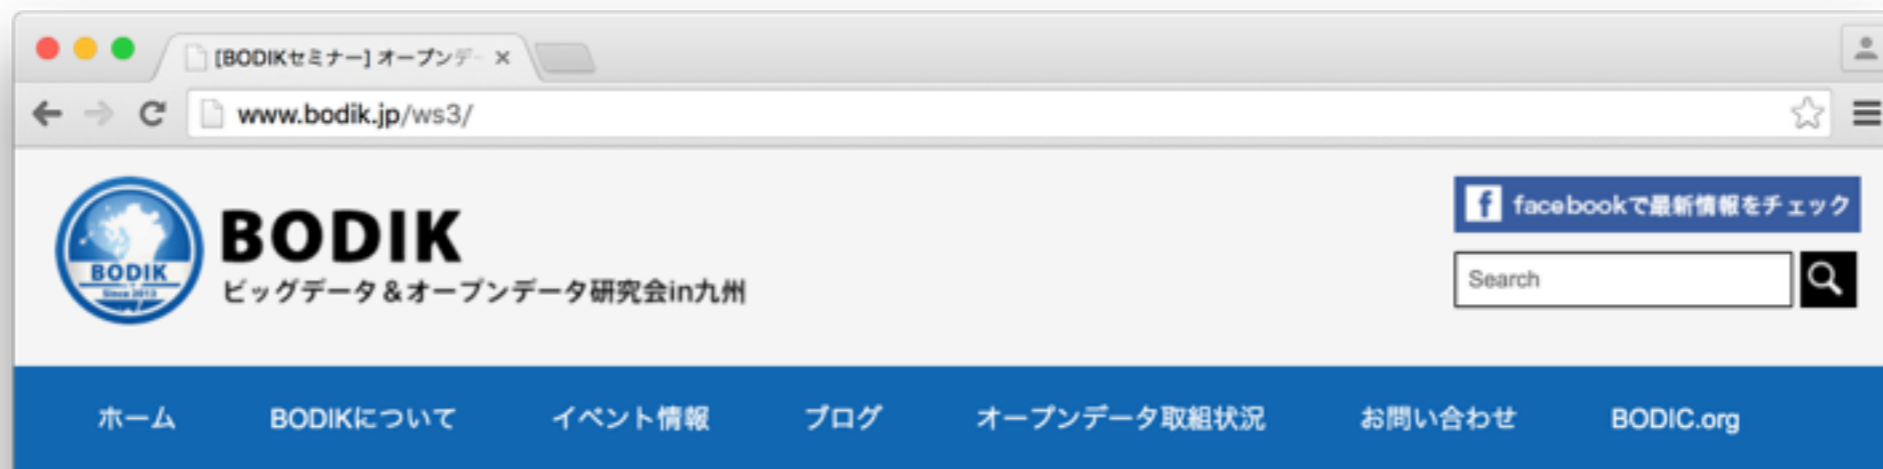 [BODIKセミナー] オープンデー
www.bodik.jp/ws3/
BODIK
Since 2013
BODIK
ビッグデータ＆オープンデータ研究会in九州
f facebookで最新情報をチェック
Search
ホーム BODIKについて イベント情報 ブログ オープンデータ取組状況 お問い合わせ BODIC.org